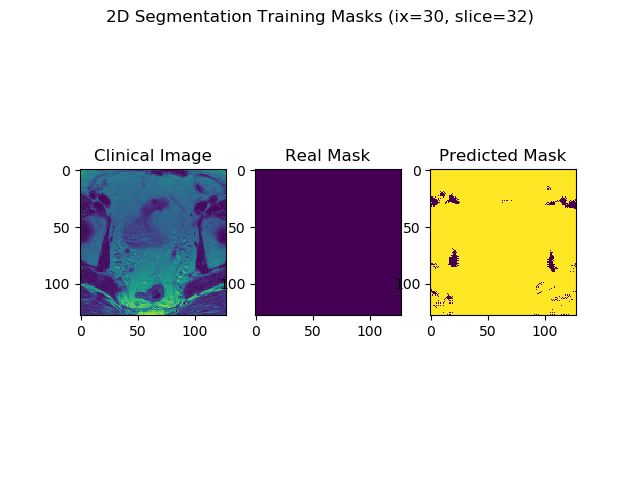 2D Segmentation Training Masks (ix=30, slice=32)
Clinical Image Real Mask Predicted Mask
0 0 0
50 50 50
100 100 100
0 50 100 0 50 100 0 50 100